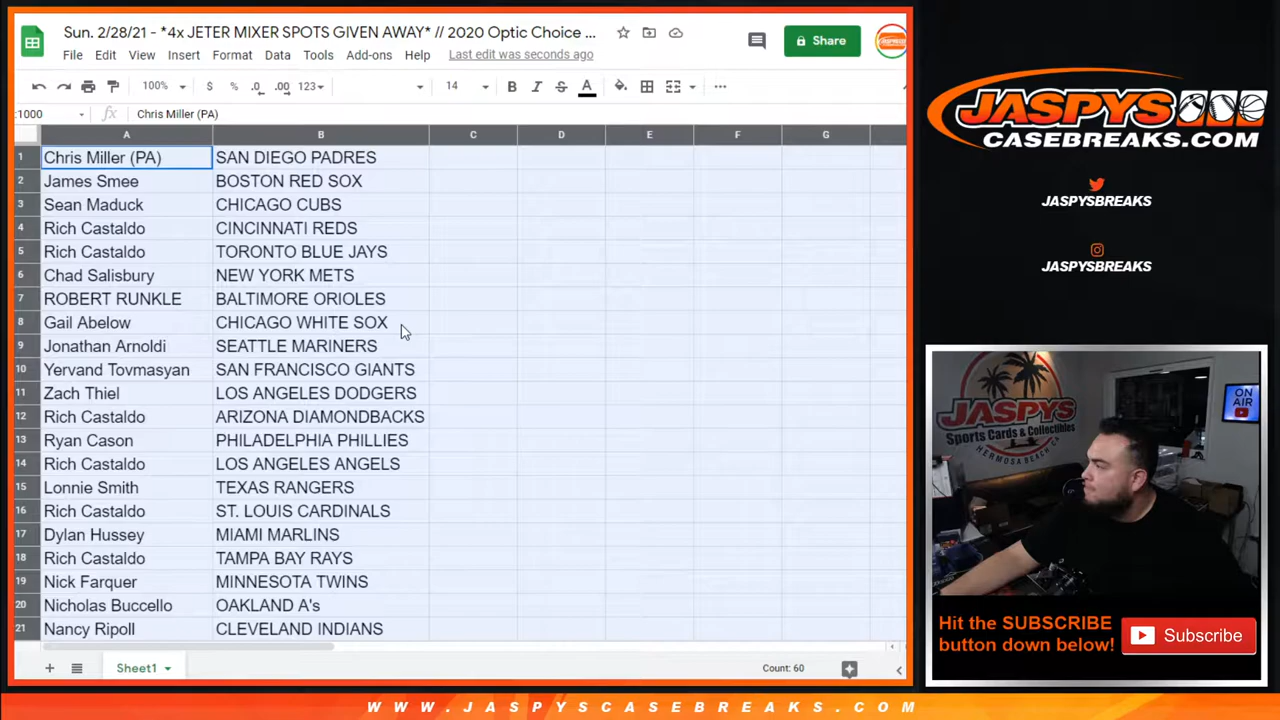 Sun. 2/28/21 - *4x JETER MIXER SPOTS GIVEN AWAY* // 2020 Optic Choice ...
File Edit View Insert Format Data Tools Add-ons Help Last edit was seconds ago
Share
100% $ % .0 .00 123 14 B I S A
:1000 fx Chris Miller (PA)
A B C D E F G
1 Chris Miller (PA) SAN DIEGO PADRES
2 James Smee BOSTON RED SOX
3 Sean Maduck CHICAGO CUBS
4 Rich Castaldo CINCINNATI REDS
5 Rich Castaldo TORONTO BLUE JAYS
6 Chad Salisbury NEW YORK METS
7 ROBERT RUNKLE BALTIMORE ORIOLES
8 Gail Abelow CHICAGO WHITE SOX
9 Jonathan Arnoldi SEATTLE MARINERS
10 Yervand Tovmasyan SAN FRANCISCO GIANTS
11 Zach Thiel LOS ANGELES DODGERS
12 Rich Castaldo ARIZONA DIAMONDBACKS
13 Ryan Cason PHILADELPHIA PHILLIES
14 Rich Castaldo LOS ANGELES ANGELS
15 Lonnie Smith TEXAS RANGERS
16 Rich Castaldo ST. LOUIS CARDINALS
17 Dylan Hussey MIAMI MARLINS
18 Rich Castaldo TAMPA BAY RAYS
19 Nick Farquer MINNESOTA TWINS
20 Nicholas Buccello OAKLAND A's
21 Nancy Ripoll CLEVELAND INDIANS
Sheet1
Count: 60
JASPYS
CASEBREAKS.COM
JASPYSBREAKS
JASPYSBREAKS
JASPYS
Sports Cards & Collectibles
HERMOSA BEACH CA
ON AIR
Hit the SUBSCRIBE
button down below!
Subscribe
WWW.JASPYSCASEBREAKS.COM